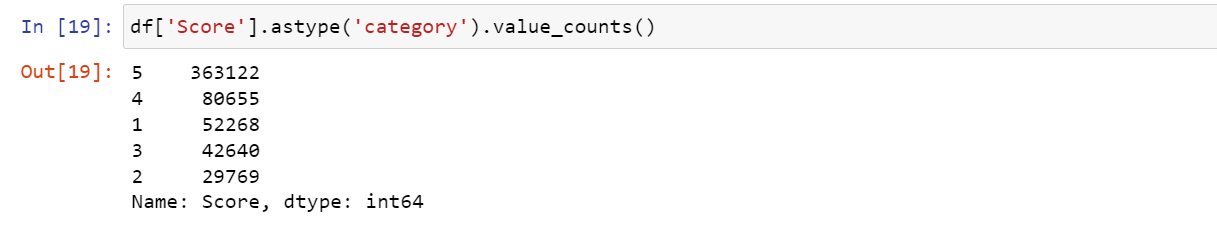 In [19]: df['Score'].astype('category').value_counts()
Out[19]: 5    363122
4     80655
1     52268
3     42640
2     29769
Name: Score, dtype: int64